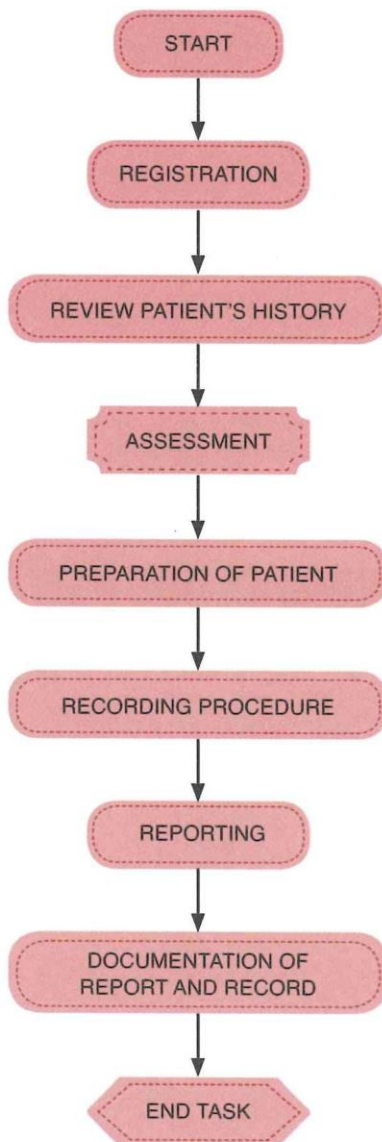 START
REGISTRATION
REVIEW PATIENT'S HISTORY
ASSESSMENT
PREPARATION OF PATIENT
RECORDING PROCEDURE
REPORTING
DOCUMENTATION OF
REPORT AND RECORD
END TASK